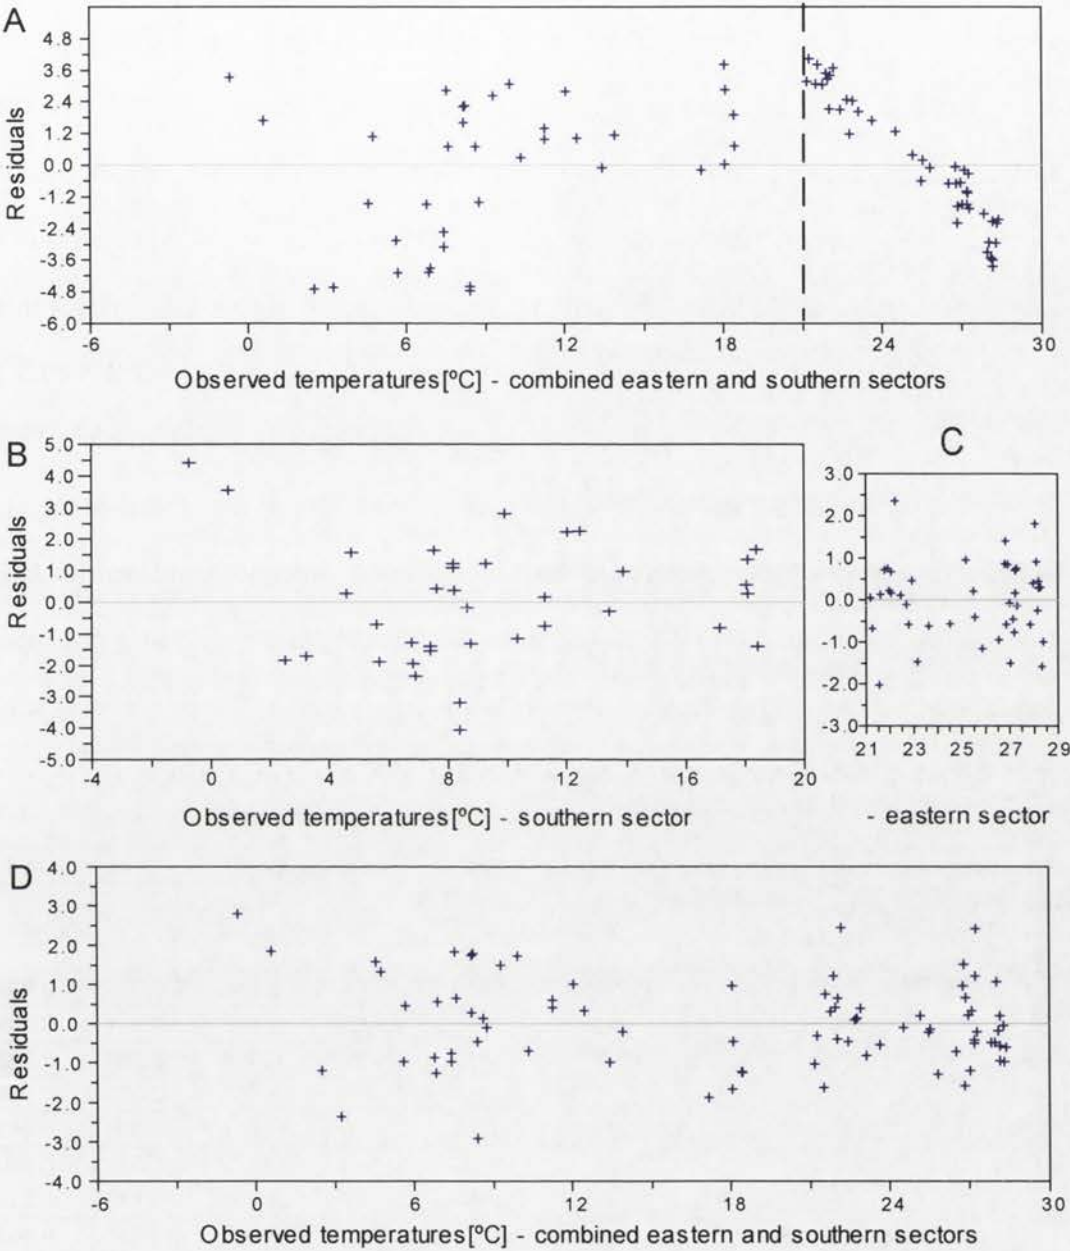 A
4.8
3.6
2.4
1.2
0.0
-1.2
-2.4
-3.6
-4.8
-6.0
Residuals
-6 0 6 12 24 30
Observed temperatures[ºC] - combined eastern and southern sectors
B
5.0
4.0
3.0
2.0
1.0
0.0
-1.0
-2.0
-3.0
-4.0
-5.0
Residuals
-4 0 4 8 12 16 20
Observed temperatures[ºC] - southern sector
C
3.0
2.0
1.0
0.0
-1.0
-2.0
-3.0
21 23 25 27 29
- eastern sector
D
4.0
3.0
2.0
1.0
0.0
-1.0
-2.0
-3.0
-4.0
Residuals
-6 0 6 12 18 24 30
Observed temperatures[ºC] - combined eastern and southern sectors